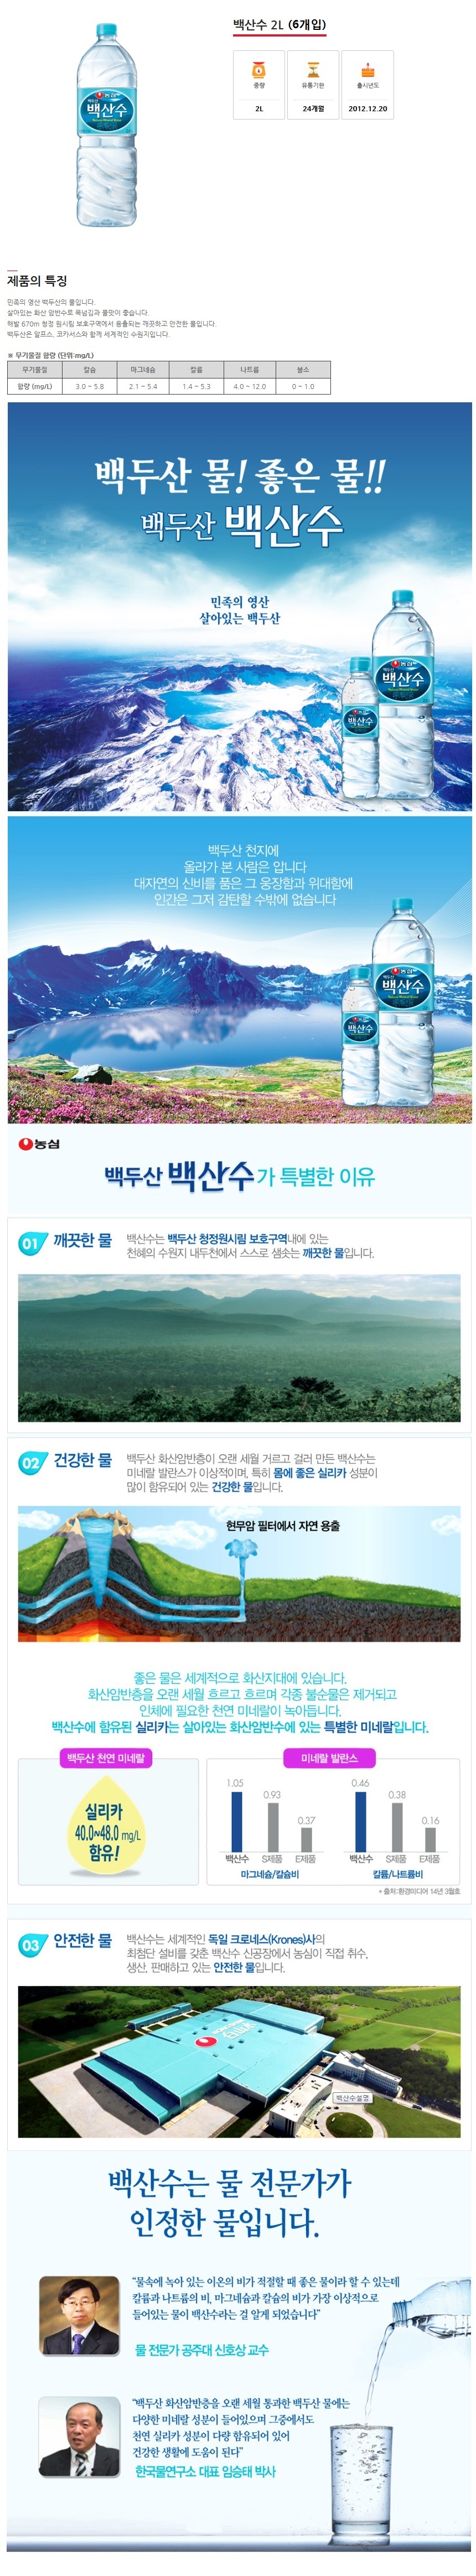 백산수 2L (6개입)
중량
유통기한
출시년도
2L
24개월
2012.12.20
농심
백두산
백산수
Natural Mineral Water
제품의 특징
민족의 영산 백두산의 물입니다.
살아있는 화산 암반수로 목넘김과 물맛이 좋습니다.
해발 670m 청정 원시림 보호구역에서 용출되는 깨끗하고 안전한 물입니다.
백두산은 알프스, 코카서스와 함께 세계적인 수원지입니다.
※ 무기물질 함량 (단위:mg/L)
무기물질 칼슘 마그네슘 칼륨 나트륨 불소
함량 (mg/L) 3.0 ~ 5.8 2.1 ~ 5.4 1.4 ~ 5.3 4.0 ~ 12.0 0 ~ 1.0
백두산 물! 좋은 물!!
백두산 백산수
민족의 영산
살아있는 백두산
농심
백산수
백산수
백두산 천지에
올라가 본 사람은 압니다
대자연의 신비를 품은 그 웅장함과 위대함에
인간은 그저 감탄할 수밖에 없습니다
농심
백산수
백산수
농심
백두산 백산수가 특별한 이유
01 깨끗한 물
백산수는 백두산 청정원시림 보호구역내에 있는
천혜의 수원지 내두천에서 스스로 샘솟는 깨끗한 물입니다.
02 건강한 물
백두산 화산암반층이 오랜 세월 거르고 걸러 만든 백산수는
미네랄 발란스가 이상적이며, 특히 몸에 좋은 실리카 성분이
많이 함유되어 있는 건강한 물입니다.
현무암 필터에서 자연 용출
좋은 물은 세계적으로 화산지대에 있습니다.
화산암반층을 오랜 세월 흐르고 흐르며 각종 불순물은 제거되고
인체에 필요한 천연 미네랄이 녹아듭니다.
백산수에 함유된 실리카는 살아있는 화산암반수에 있는 특별한 미네랄입니다.
백두산 천연 미네랄
실리카
40.0~48.0 mg/L
함유!
미네랄 발란스
1.05 0.93 0.37
백산수 S제품 E제품
마그네슘/칼슘비
0.46 0.38 0.16
백산수 S제품 E제품
칼륨/나트륨비
* 출처:환경미디어 14년 3월호
03 안전한 물
백산수는 세계적인 독일 크로네스(Krones)사의
최첨단 설비를 갖춘 백산수 신공장에서 농심이 직접 취수,
생산, 판매하고 있는 안전한 물입니다.
백산수설명
백산수는 물 전문가가
인정한 물입니다.
“물속에 녹아 있는 이온의 비가 적절할 때 좋은 물이라 할 수 있는데
칼륨과 나트륨의 비, 마그네슘과 칼슘의 비가 가장 이상적으로
들어있는 물이 백산수라는 걸 알게 되었습니다”
물 전문가 공주대 신호상 교수
“백두산 화산암반층을 오랜 세월 통과한 백두산 물에는
다양한 미네랄 성분이 들어있으며 그중에서도
천연 실리카 성분이 다량 함유되어 있어
건강한 생활에 도움이 된다”
한국물연구소 대표 임승태 박사